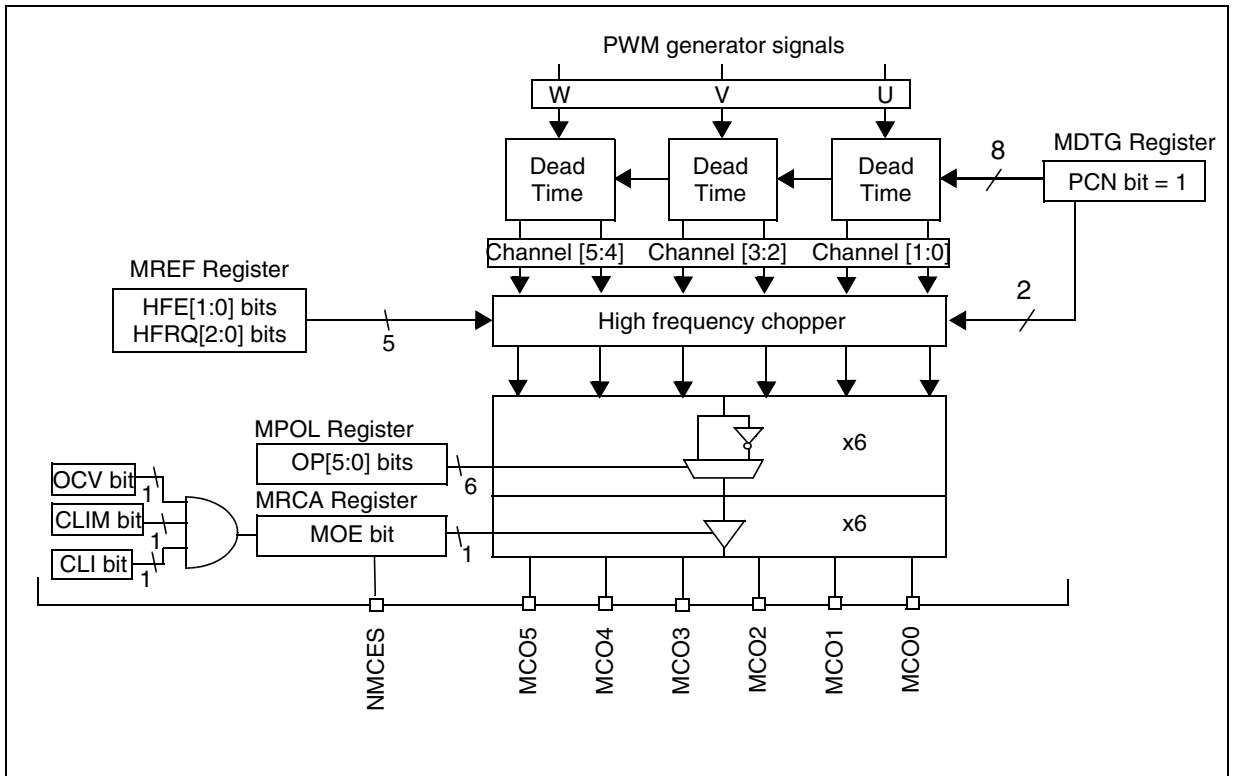 PWM generator signals
W V U
MDTG Register
8
Dead Time
Dead Time
Dead Time
PCN bit = 1
Channel [5:4] Channel [3:2] Channel [1:0]
MREF Register
HFE[1:0] bits
HFRQ[2:0] bits
5
High frequency chopper
2
MPOL Register
OP[5:0] bits
6
x6
OCV bit
1
CLIM bit
1
CLI bit
1
MRCA Register
MOE bit
1
x6
NMCES
MCO5
MCO4
MCO3
MCO2
MCO1
MCO0